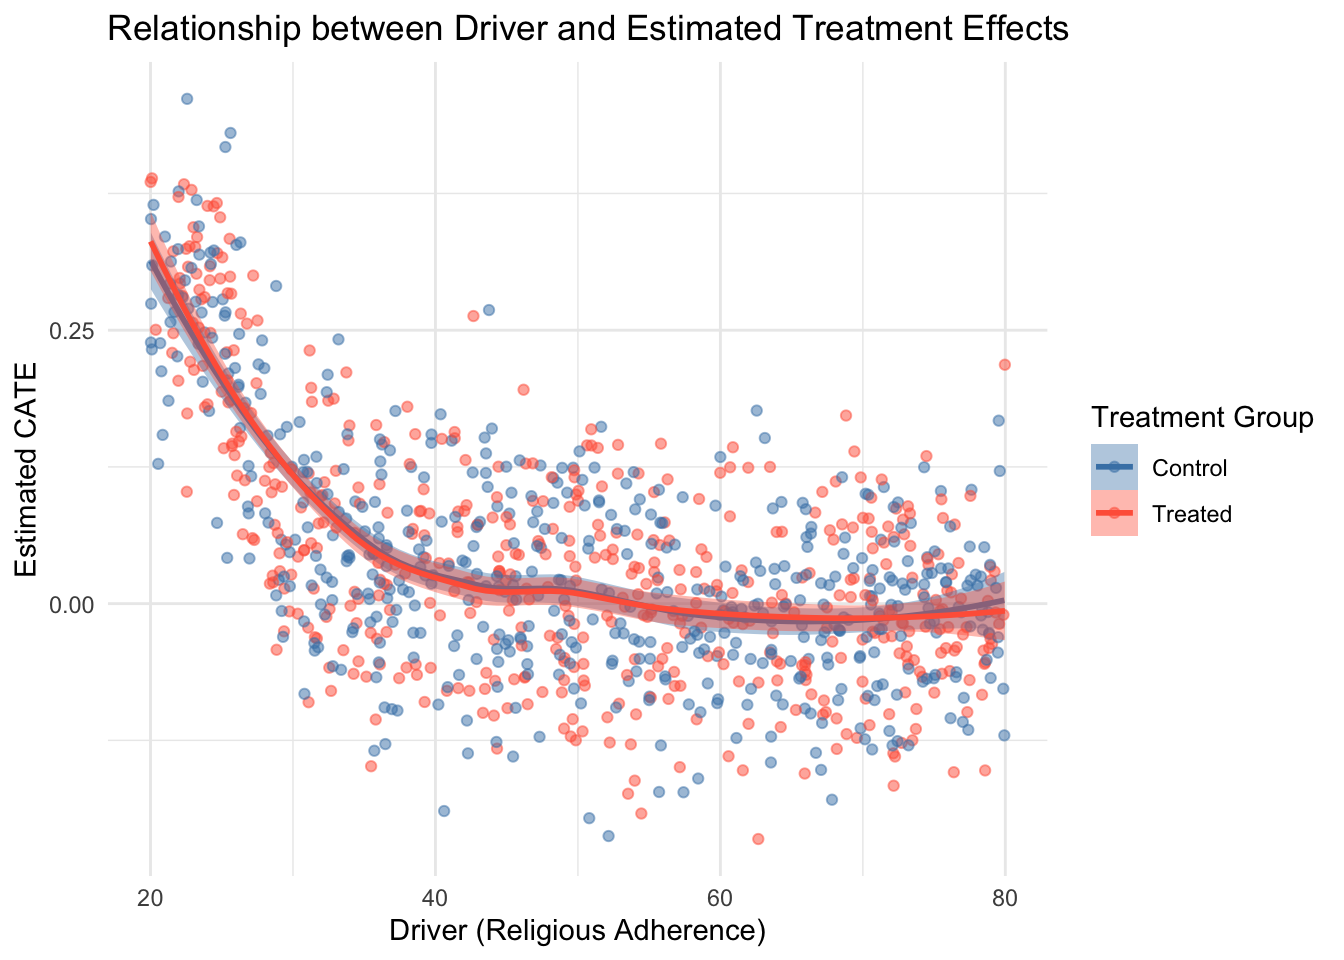 Relationship between Driver and Estimated Treatment Effects
Estimated CATE
0.25
0.00
20 40 60 80
Driver (Religious Adherence)
Treatment Group
Control
Treated